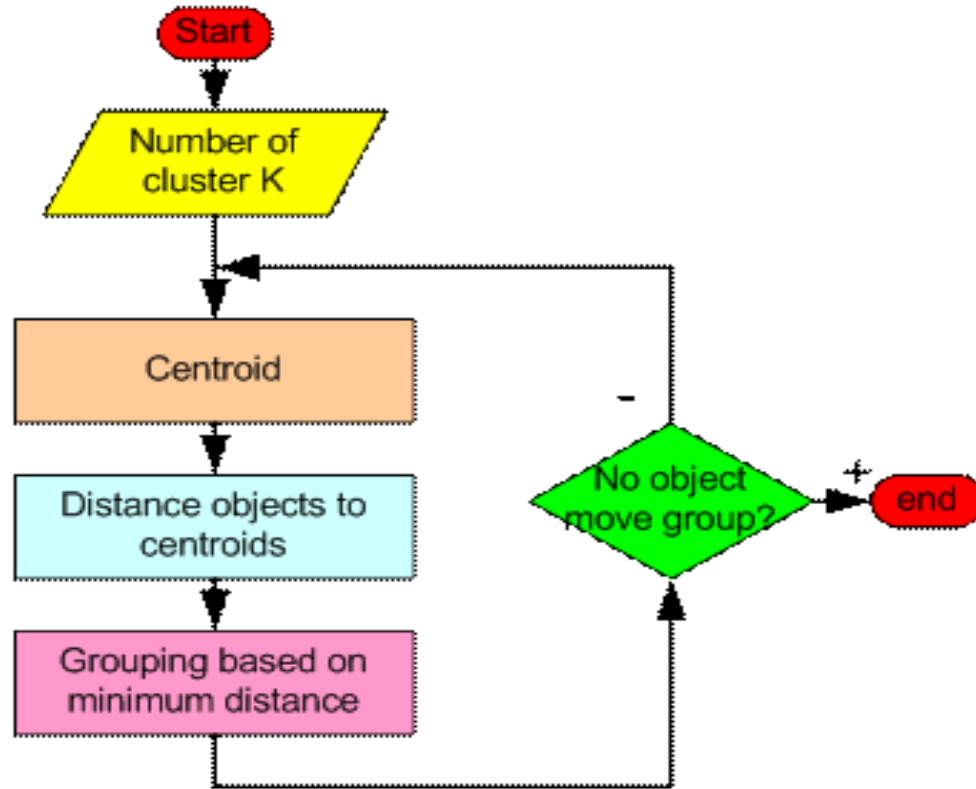 Start
Number of
cluster K
Centroid
Distance objects to
centroids
Grouping based on
minimum distance
-
No object
move group?
+
end